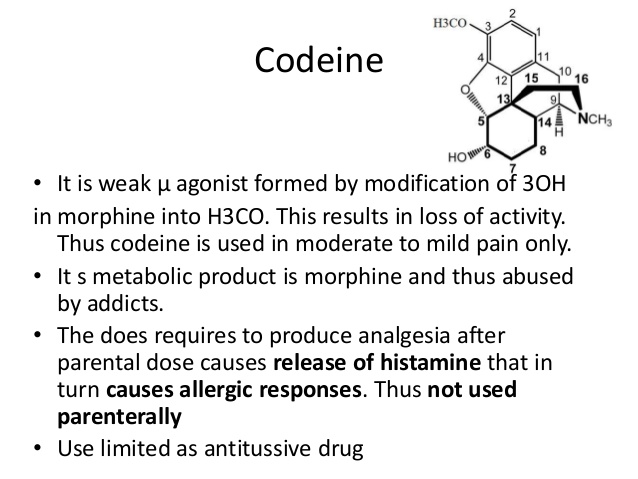 Codeine
H3CO
2
3
1
4
11
10
12
15
16
O
13
9
5
14
NCH3
H
HO
6
8
7
• It is weak µ agonist formed by modification of 3OH
in morphine into H3CO. This results in loss of activity.
Thus codeine is used in moderate to mild pain only.
• It s metabolic product is morphine and thus abused
by addicts.
• The does requires to produce analgesia after
parental dose causes release of histamine that in
turn causes allergic responses. Thus not used
parenterally
• Use limited as antitussive drug